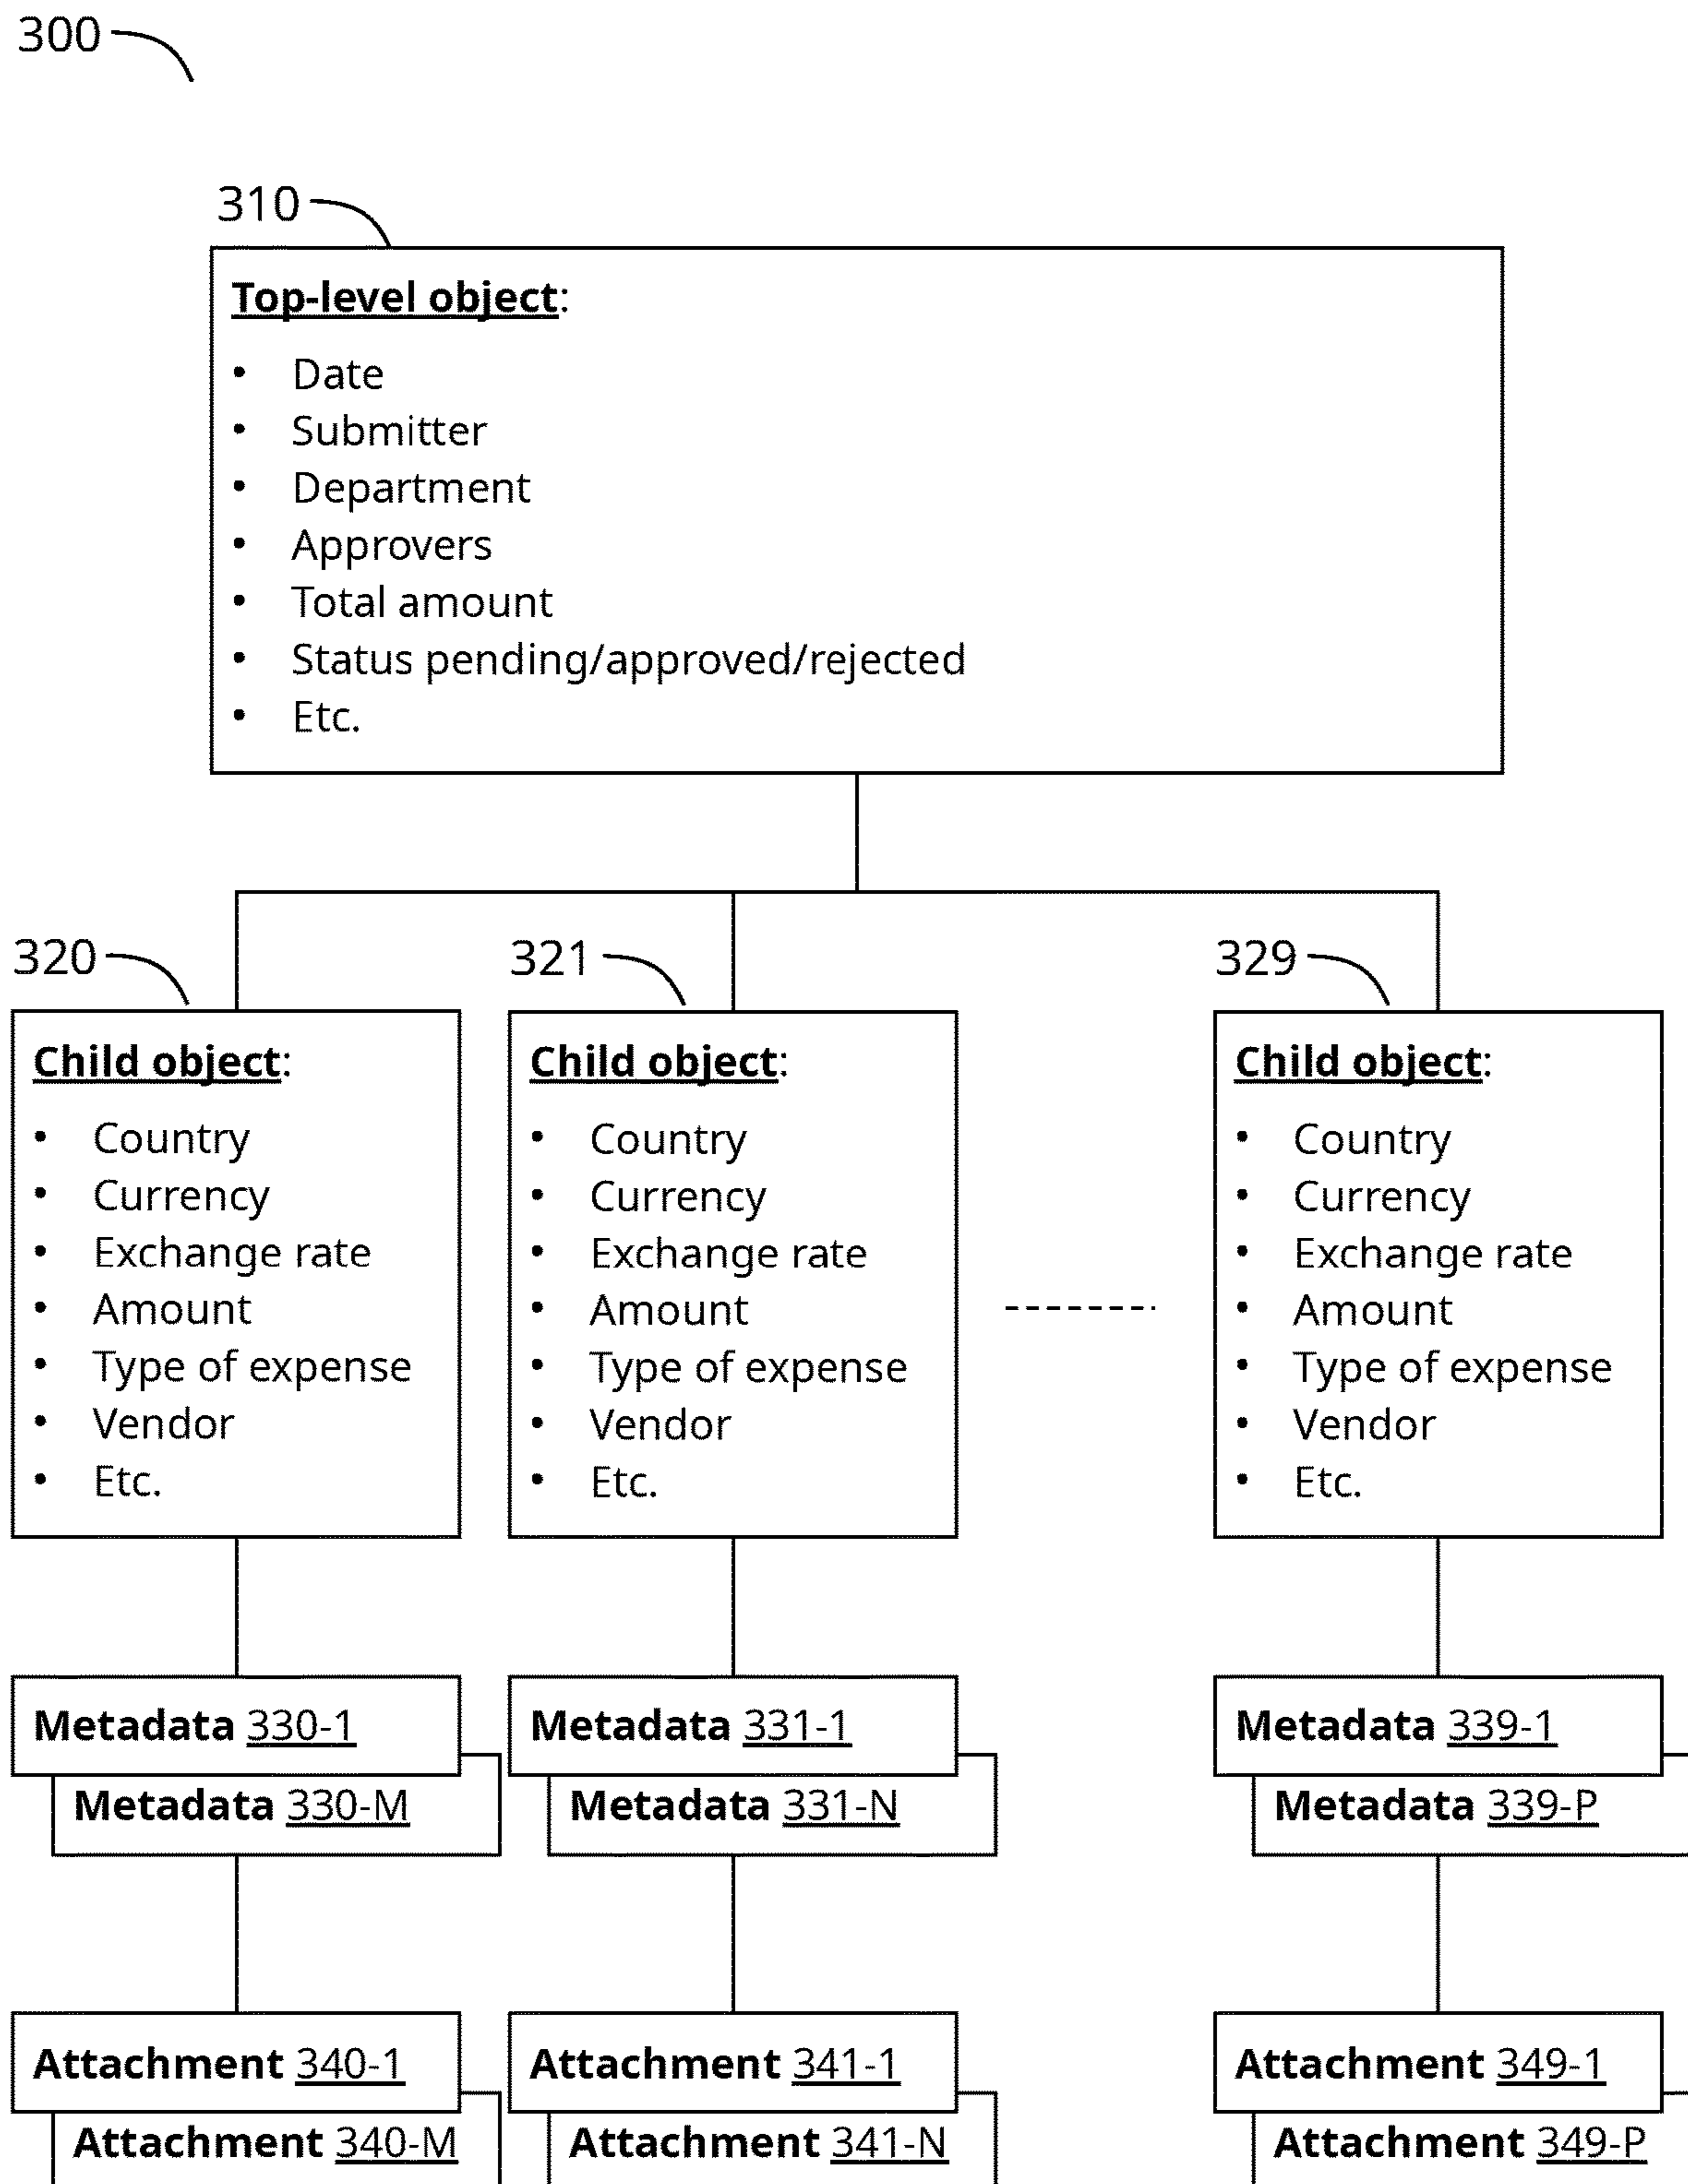 300
310
Top-level object:
• Date
• Submitter
• Department
• Approvers
• Total amount
• Status pending/approved/rejected
• Etc.
320
Child object:
• Country
• Currency
• Exchange rate
• Amount
• Type of expense
• Vendor
• Etc.
321
Child object:
• Country
• Currency
• Exchange rate
• Amount
• Type of expense
• Vendor
• Etc.
329
Child object:
• Country
• Currency
• Exchange rate
• Amount
• Type of expense
• Vendor
• Etc.
Metadata 330-1
Metadata 330-M
Metadata 331-1
Metadata 331-N
Metadata 339-1
Metadata 339-P
Attachment 340-1
Attachment 340-M
Attachment 341-1
Attachment 341-N
Attachment 349-1
Attachment 349-P